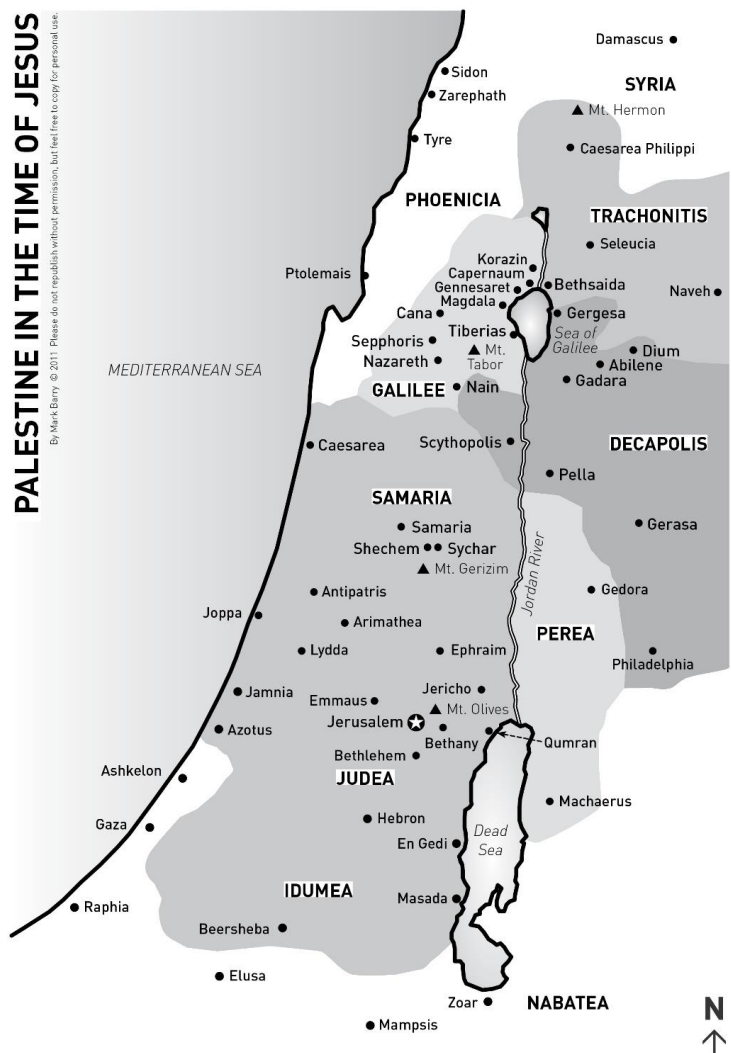 PALESTINE IN THE TIME OF JESUS
By Mark Barry © 2011 Please do not republish without permission, but feel free to copy for personal use.
Damascus
SYRIA
Sidon
Zarephath
Mt. Hermon
Tyre
Caesarea Philippi
PHOENICIA
TRACHONITIS
Seleucia
Korazin
Ptolemais
Capernaum
Bethsaida
Gennesaret
Naveh
Magdala
Cana
Gergesa
Tiberias
Sea of
Galilee
Sepphoris
Mt.
Tabor
Dium
Nazareth
Abilene
MEDITERRANEAN SEA
Gadara
GALILEE
Nain
Caesarea
Scythopolis
DECAPOLIS
Pella
SAMARIA
Samaria
Gerasa
Shechem
Sychar
Mt. Gerizim
Jordan River
Antipatris
Gedora
Joppa
Arimathea
PEREA
Lydda
Ephraim
Philadelphia
Jericho
Jamnia
Emmaus
Mt. Olives
Jerusalem
Azotus
Bethany
Qumran
Bethlehem
Ashkelon
JUDEA
Machaerus
Hebron
Gaza
Dead
Sea
En Gedi
IDUMEA
Masada
Raphia
Beersheba
Elusa
Zoar
NABATEA
N
Mampsis